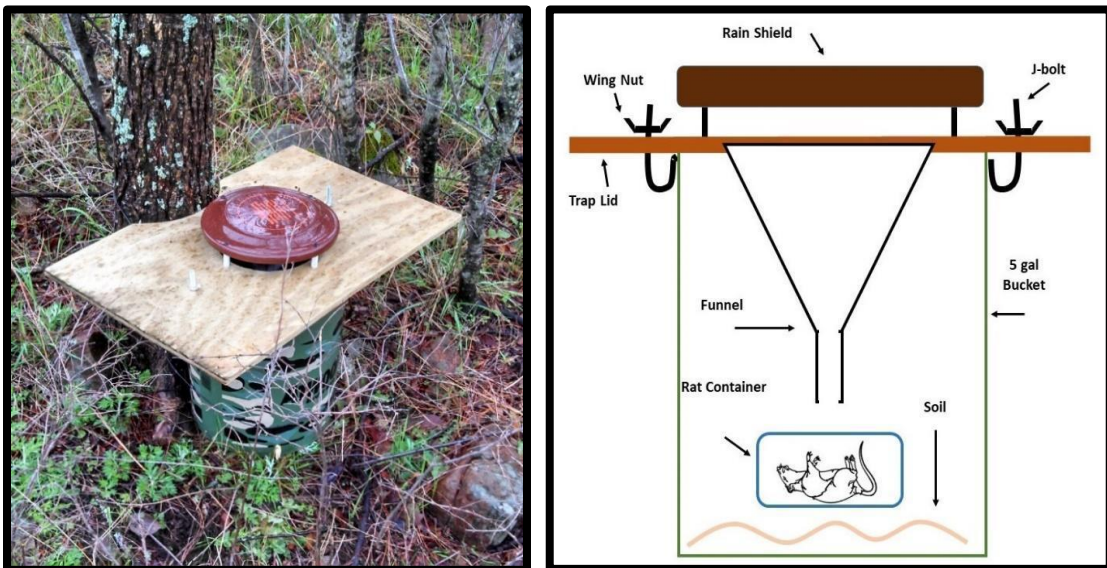 Rain Shield
Wing Nut
J-bolt
Trap Lid
5 gal
Bucket
Funnel
Rat Container
Soil